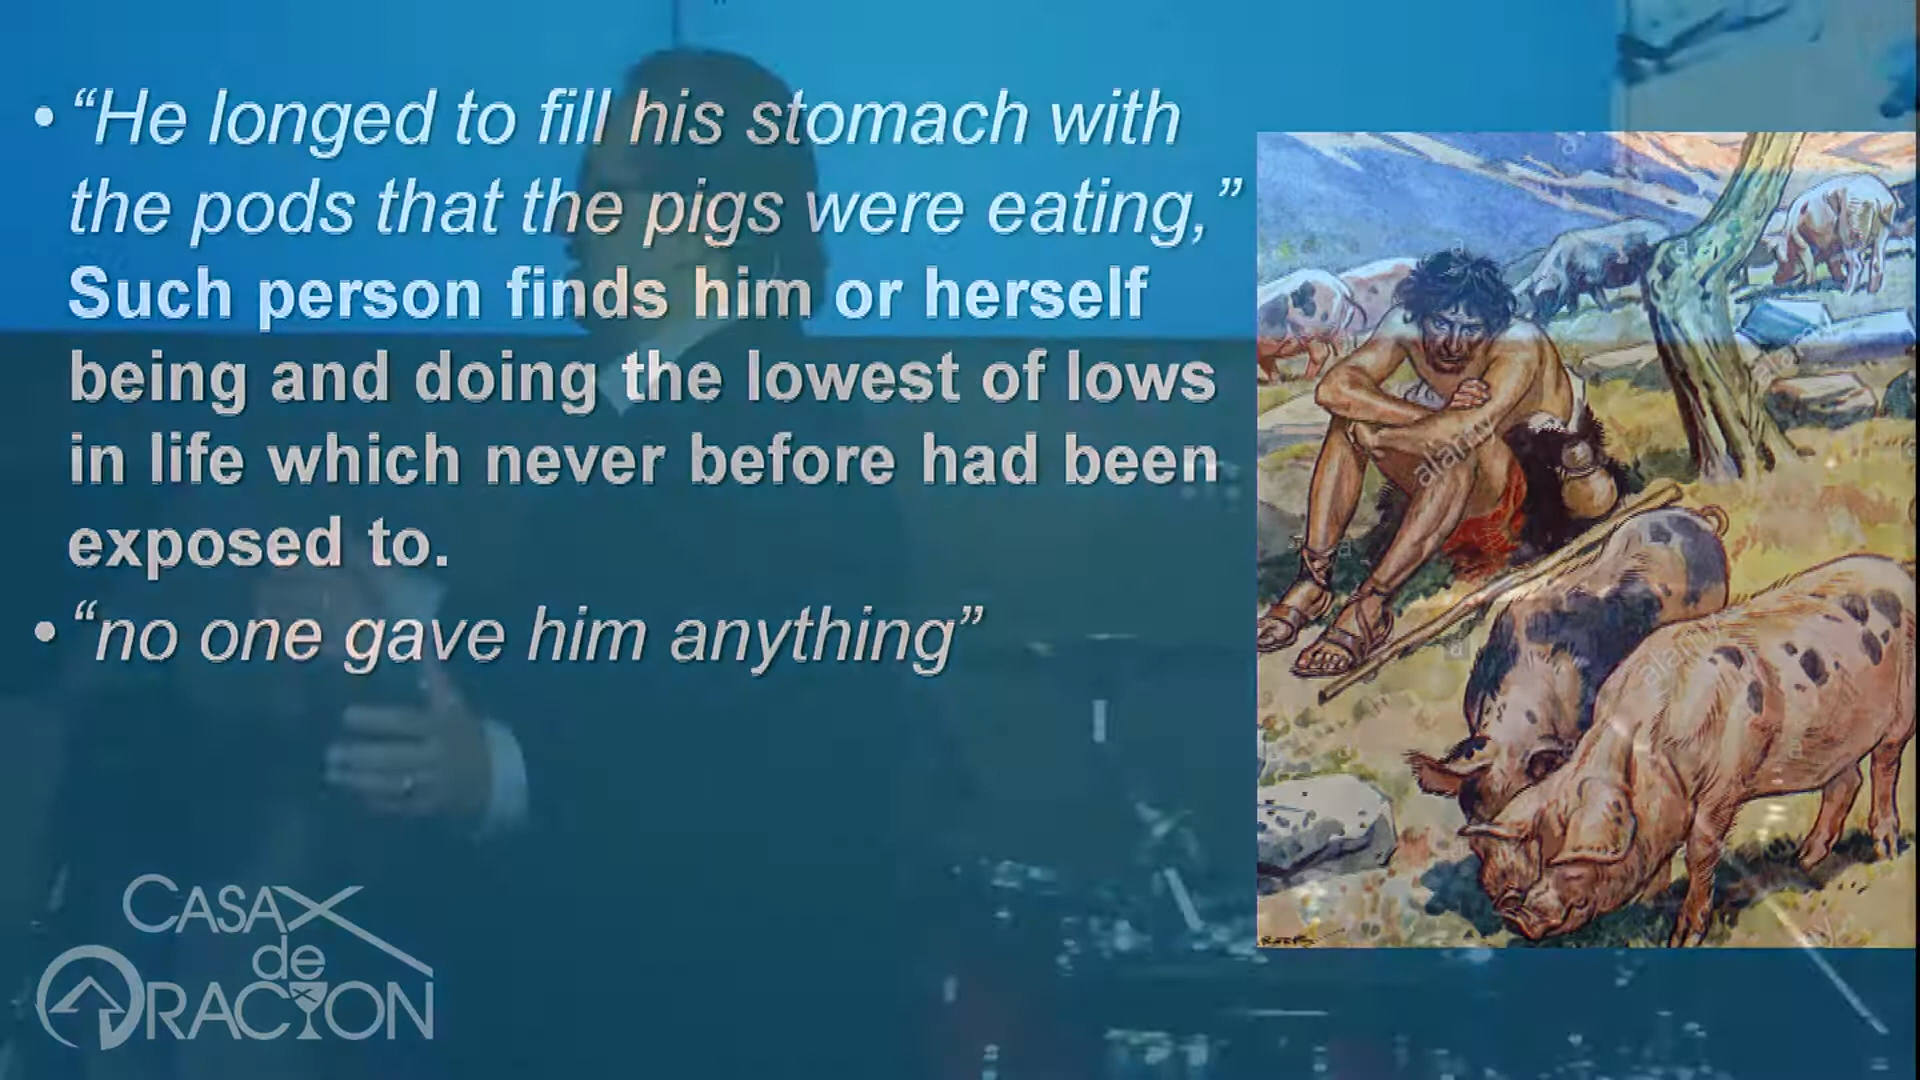 • “He longed to fill his stomach with
the pods that the pigs were eating,”
Such person finds him or herself
being and doing the lowest of lows
in life which never before had been
exposed to.
• “no one gave him anything”
CASA
de
ORACION
alamy
alamy